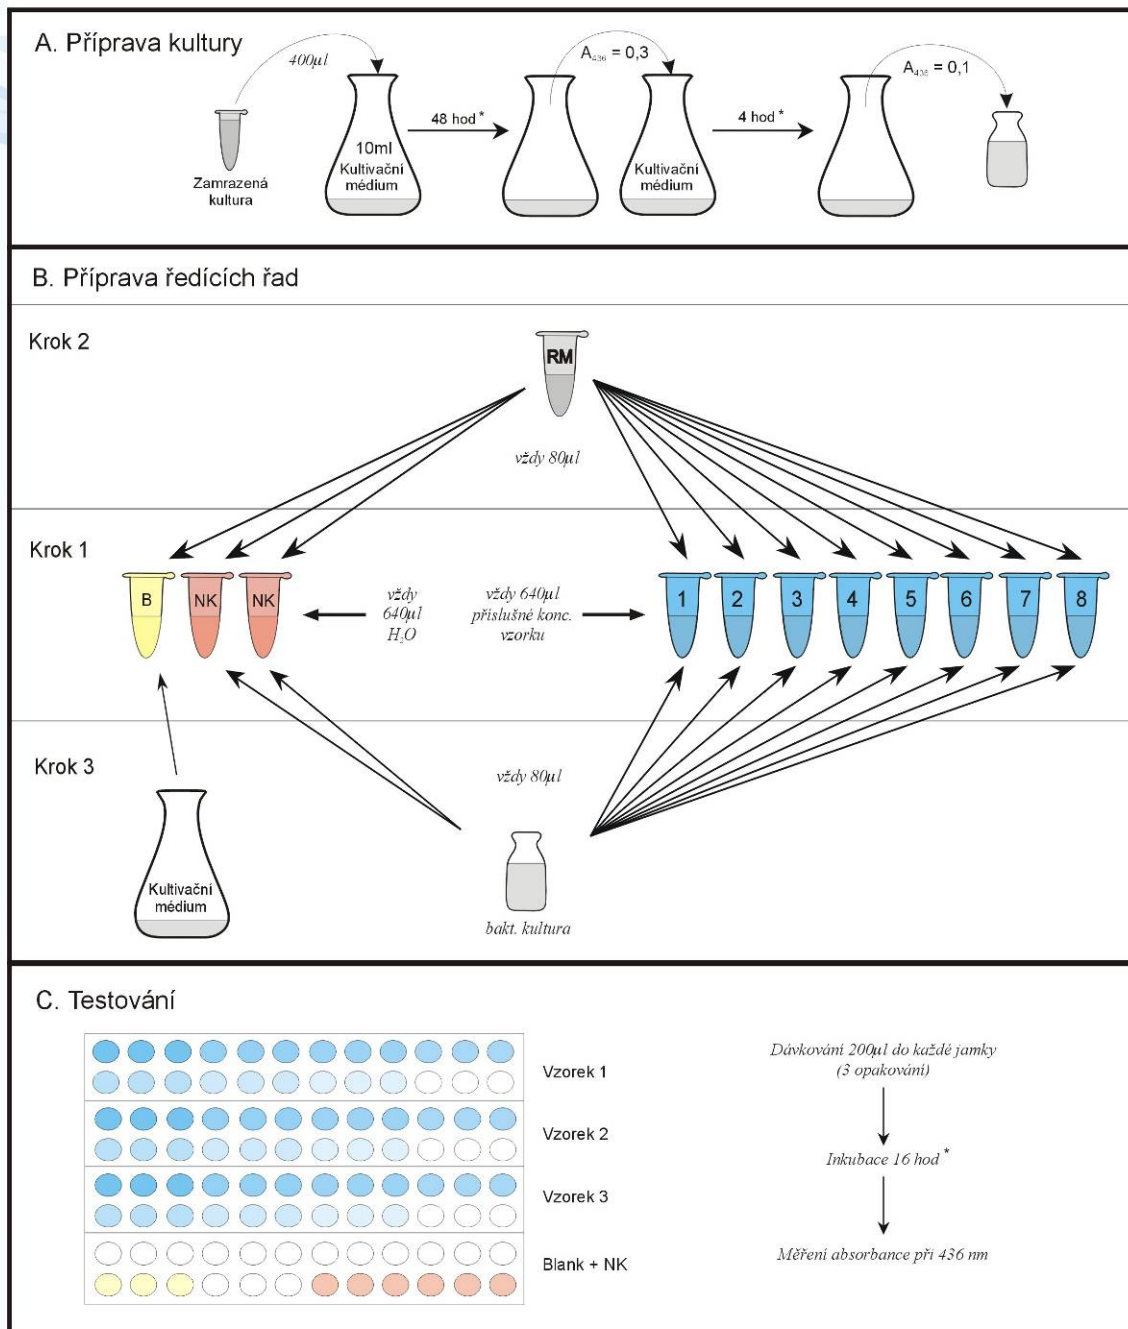 A. Příprava kultury
400µl
A436 = 0,3
A436 = 0,1
48 hod *
4 hod *
10ml
Kultivační
médium
Kultivační
médium
Zamrazená
kultura
B. Příprava ředících řad
Krok 2
RM
vždy 80µl
Krok 1
B
NK
NK
vždy
640µl
H2O
vždy 640µl
příslušné konc.
vzorku
1
2
3
4
5
6
7
8
Krok 3
vždy 80µl
Kultivační
médium
bakt. kultura
C. Testování
Vzorek 1
Vzorek 2
Vzorek 3
Blank + NK
Dávkování 200µl do každé jamky
(3 opakování)
Inkubace 16 hod *
Měření absorbance při 436 nm